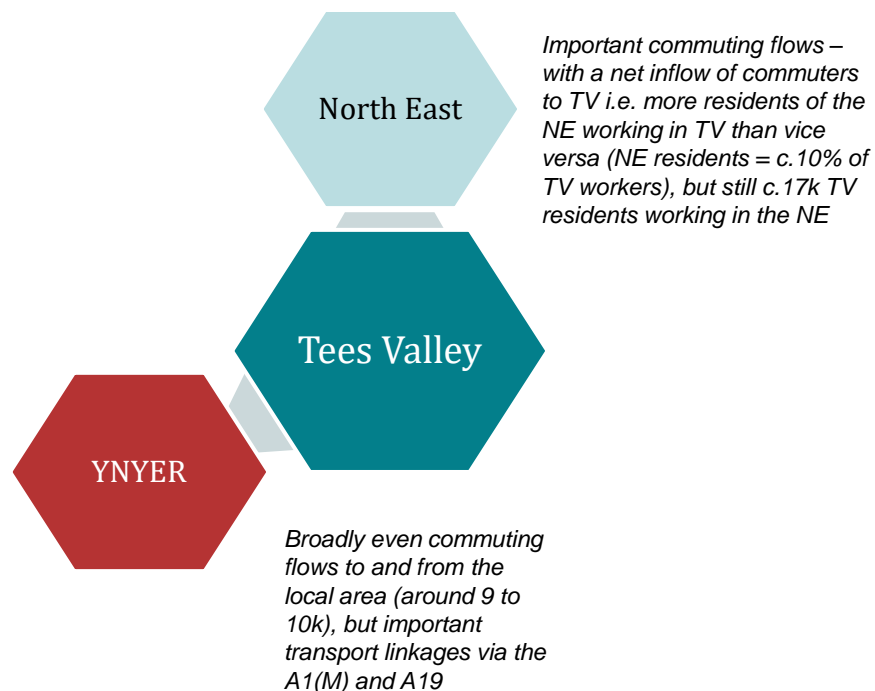 North East
Important commuting flows –
with a net inflow of commuters
to TV i.e. more residents of the
NE working in TV than vice
versa (NE residents = c.10% of
TV workers), but still c.17k TV
residents working in the NE
Tees Valley
YNYER
Broadly even commuting
flows to and from the
local area (around 9 to
10k), but important
transport linkages via the
A1(M) and A19